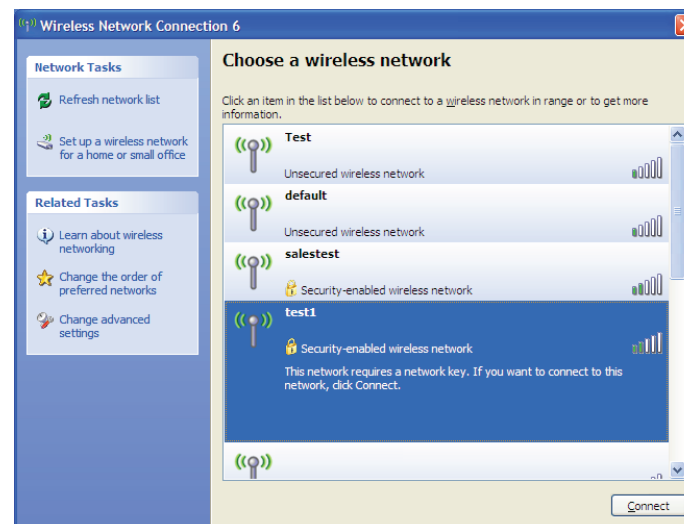 Wireless Network Connection 6
Network Tasks
Refresh network list
Set up a wireless network
for a home or small office
Related Tasks
Learn about wireless
networking
Change the order of
preferred networks
Change advanced
settings
Choose a wireless network
Click an item in the list below to connect to a wireless network in range or to get more
information.
Test
Unsecured wireless network
default
Unsecured wireless network
salestest
Security-enabled wireless network
test1
Security-enabled wireless network
This network requires a network key. If you want to connect to this
network, click Connect.
Connect